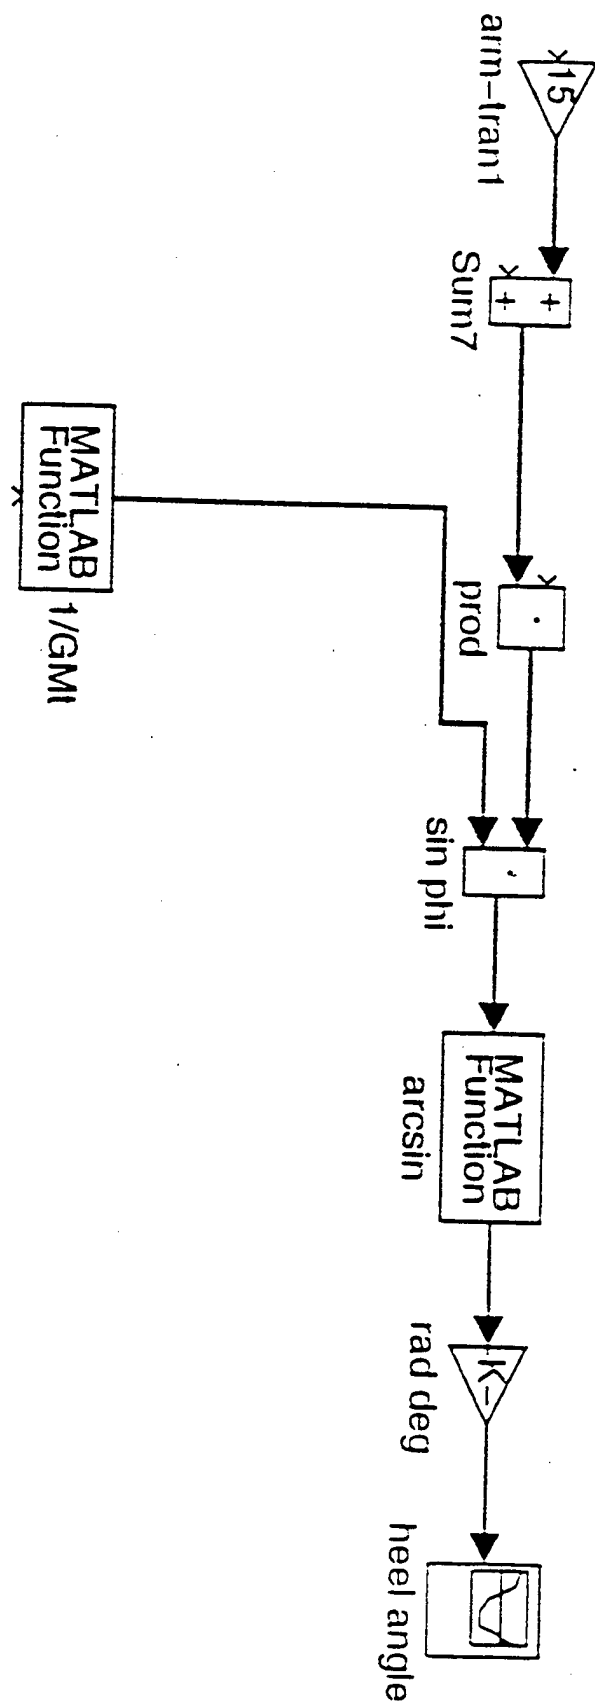 15
arm-tran1
+
+
Sum7
MATLAB
Function
1/GMt
prod
sin phi
MATLAB
Function
arcsin
-K-
rad deg
heel angle